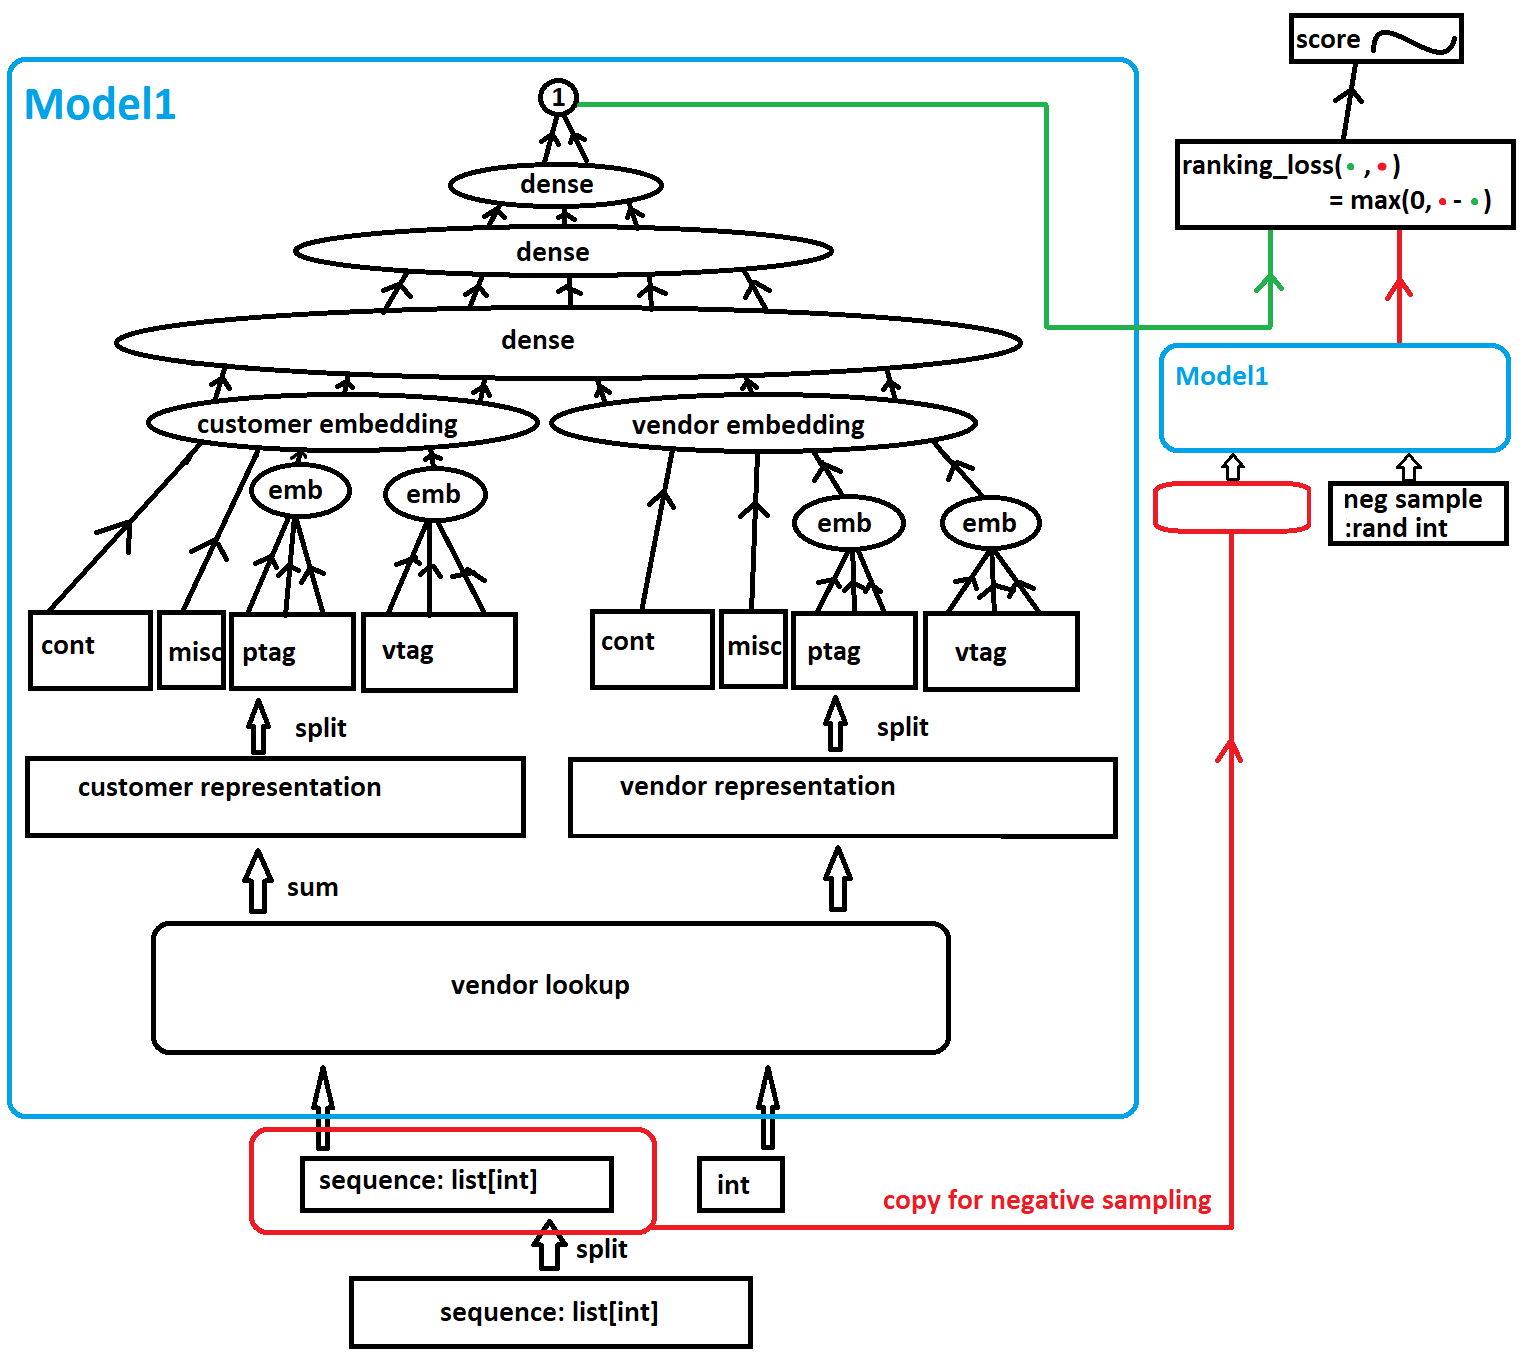 score
Model1
1
ranking_loss( , )
= max(0, - )
dense
dense
dense
Model1
customer embedding
vendor embedding
emb
emb
emb
emb
neg sample
:rand int
cont
misc
ptag
vtag
cont
misc
ptag
vtag
split
split
customer representation
vendor representation
sum
vendor lookup
sequence: list[int]
int
copy for negative sampling
split
sequence: list[int]